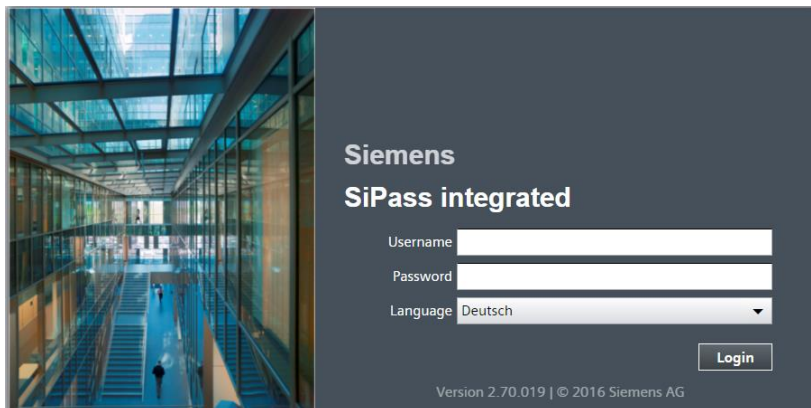 Siemens
SiPass integrated
Username
Password
Language Deutsch
Login
Version 2.70.019 | © 2016 Siemens AG